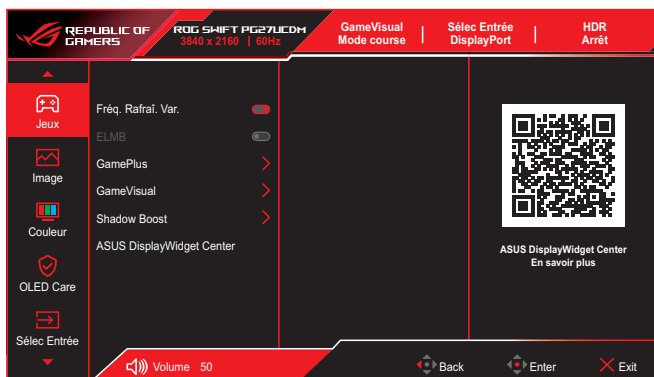 REPUBLIC OF
GAMERS
ROG SWIFT PG27UCDM
3840 x 2160 | 60Hz
GameVisual
Mode course
Sélec Entrée
DisplayPort
HDR
Arrêt
Jeux
Image
Couleur
OLED Care
Sélec Entrée
Fréq. Rafraî. Var.
ELMB
GamePlus
GameVisual
Shadow Boost
ASUS DisplayWidget Center
ASUS DisplayWidget Center
En savoir plus
Volume 50
Back
Enter
Exit